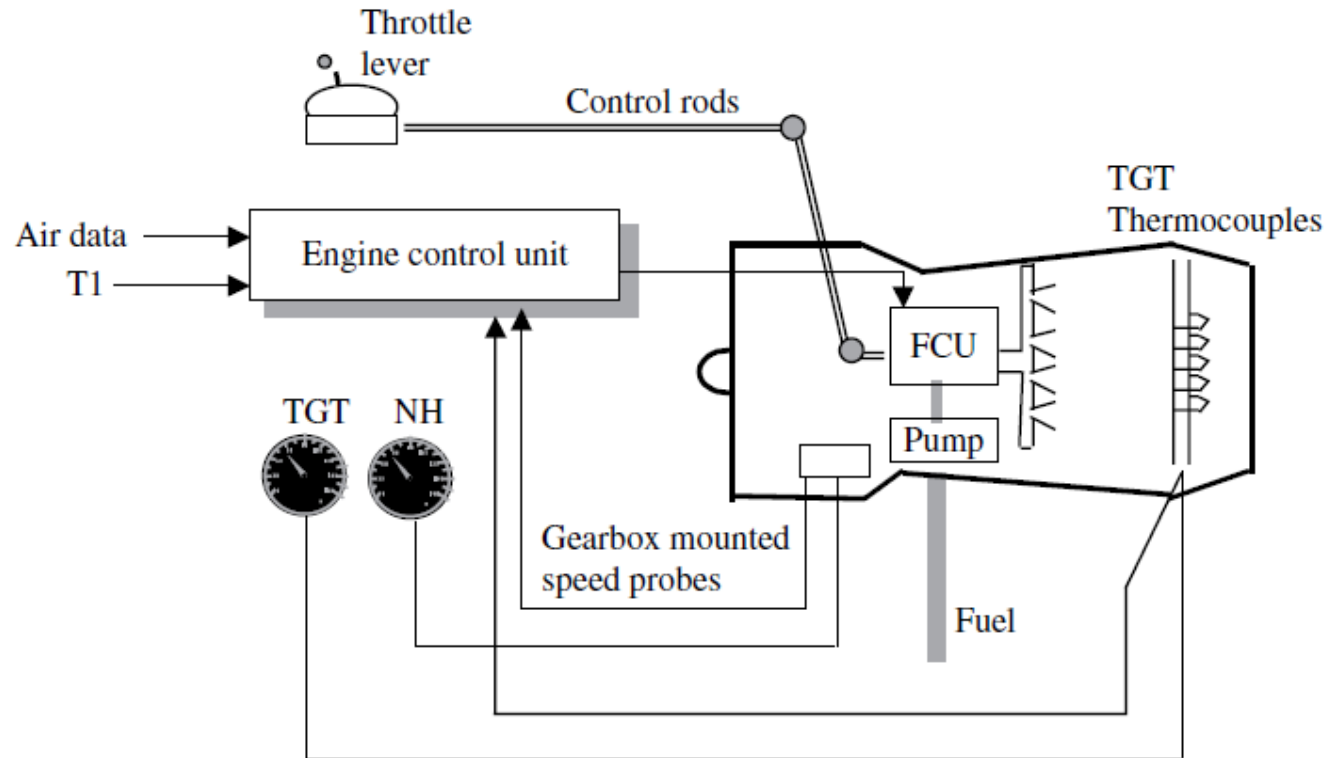 Throttle
lever
Control rods
TGT
Thermocouples
Air data
T1
Engine control unit
FCU
TGT
NH
Pump
Gearbox mounted
speed probes
Fuel